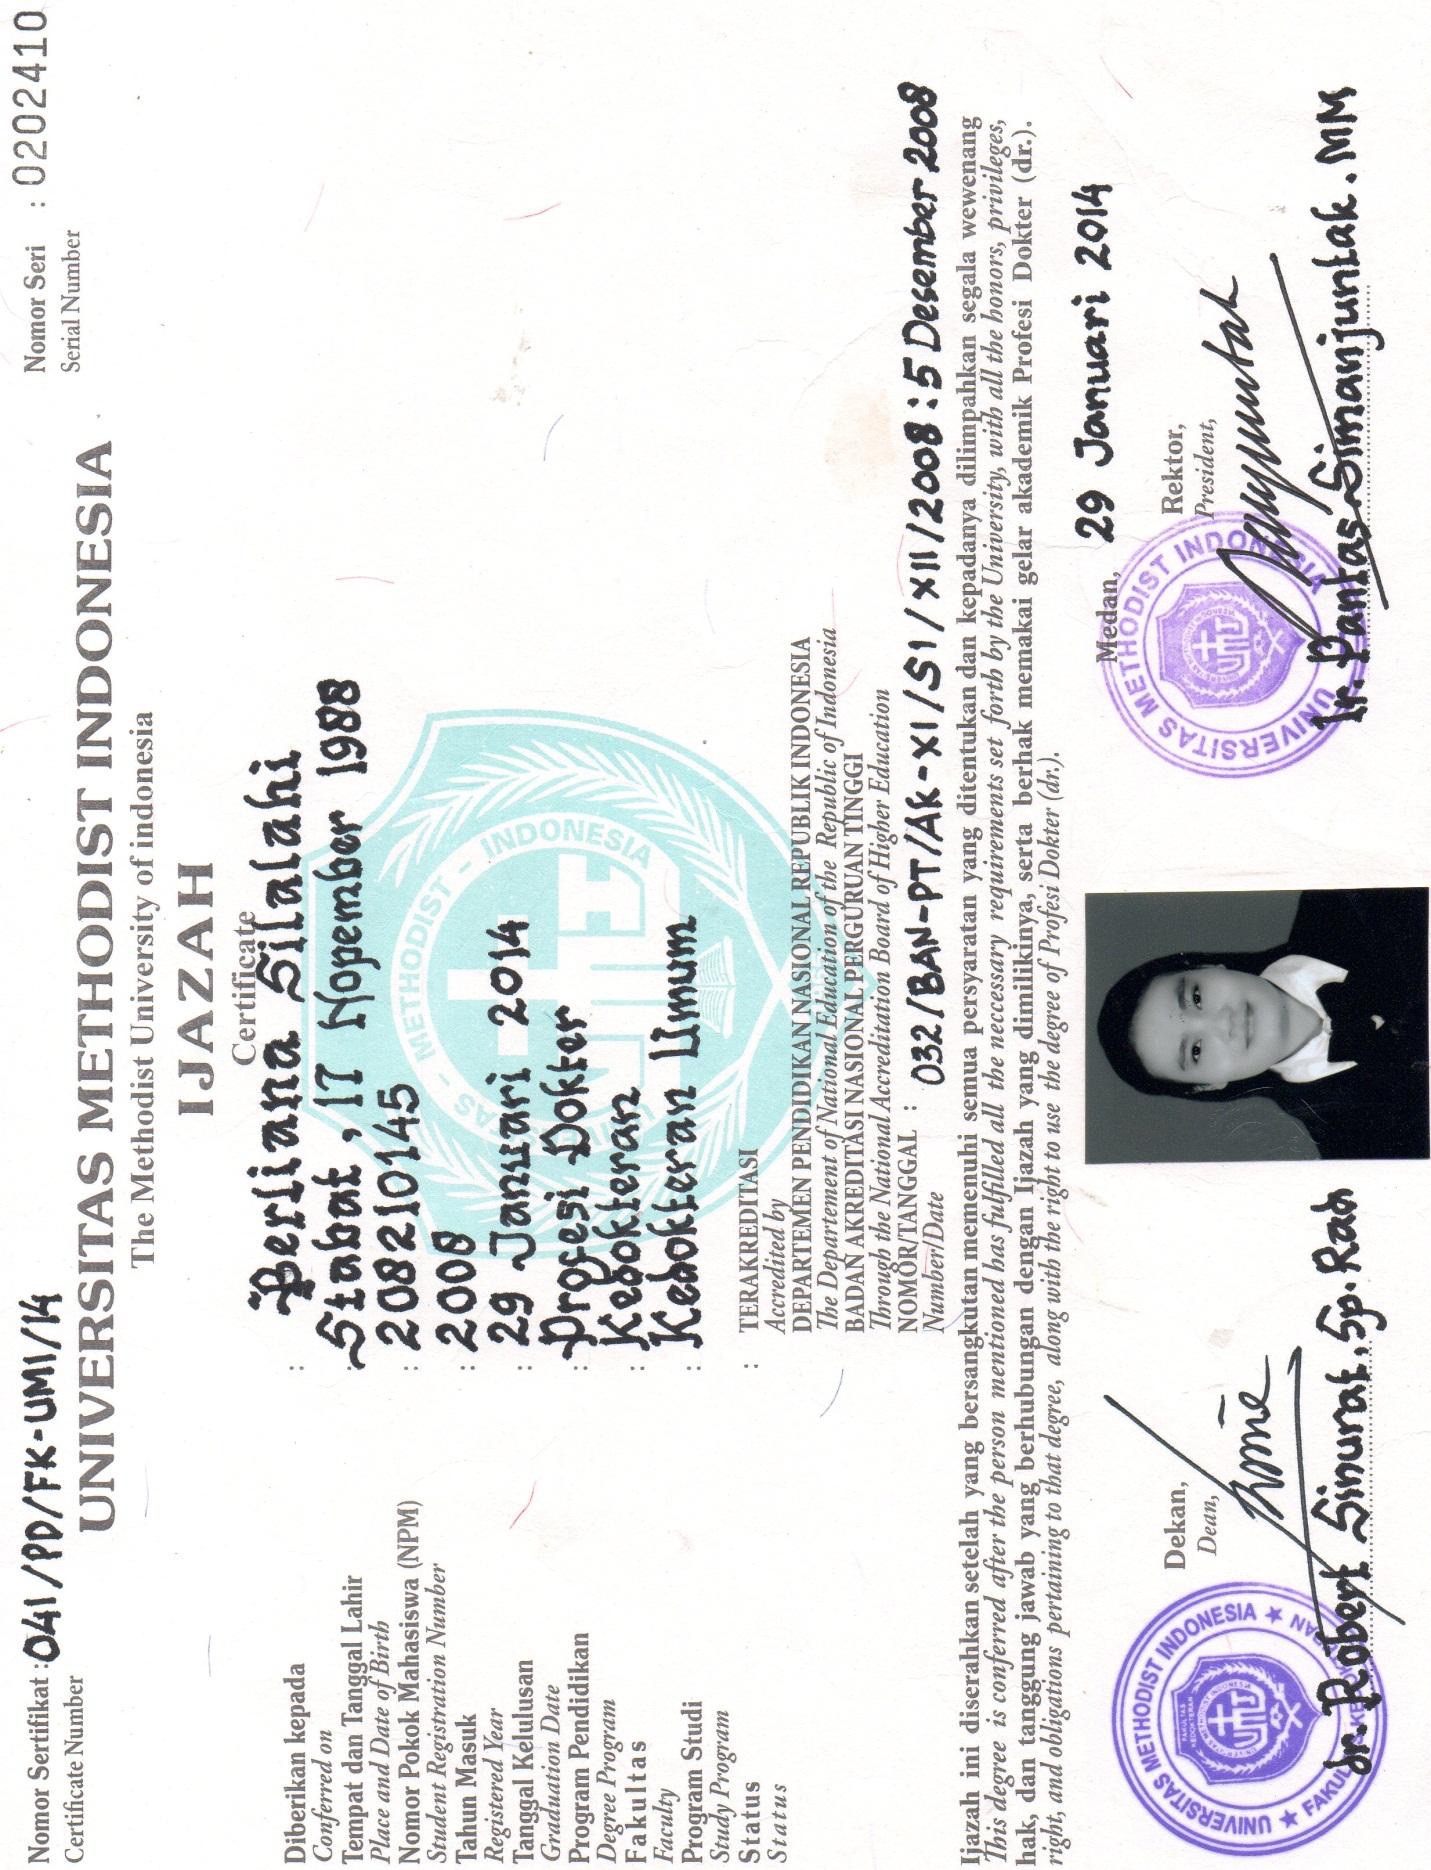 Nomor Sertifikat : 041/PD/FK-UMI/14
Certificate Number
Nomor Seri : 0202410
Serial Number
UNIVERSITAS METHODIST INDONESIA
The Methodist University of indonesia
IJAZAH
Certificate
Diberikan kepada : Berliana Silalahi
Conferred on
Tempat dan Tanggal Lahir : Stabat, 17 Nopember 1988
Place and Date of Birth
Nomor Pokok Mahasiswa (NPM) : 208210145
Student Registration Number
Tahun Masuk : 2008
Registered Year
Tanggal Kelulusan : 29 Januari 2014
Graduation Date
Program Pendidikan : Profesi Dokter
Degree Program
Fakultas : Kedokteran
Faculty
Program Studi : Kedokteran Umum
Study Program
Status : TERAKREDITASI
Status Accredited by
DEPARTEMEN PENDIDIKAN NASIONAL REPUBLIK INDONESIA
The Departement of National Education of the Republic of Indonesia
BADAN AKREDITASI NASIONAL PERGURUAN TINGGI
Through the National Accreditation Board of Higher Education
NOMOR/TANGGAL : 032/BAN-PT/AK-XI/S1/XII/2008 : 5 Desember 2008
Number/Date
Ijazah ini diserahkan setelah yang bersangkutan memenuhi semua persyaratan yang ditentukan dan kepadanya dilimpahkan segala wewenang
This degree is conferred after the person mentioned has fulfilled all the neccessary requirements set forth by the University, with all the honors, privileges,
hak, dan tanggung jawab yang berhubungan dengan Ijazah yang dimilikinya, serta berhak memakai gelar akademik Profesi Dokter (dr.).
right, and obligations pertaining to that degree, along with the right to use the degree of Profesi Dokter (dr.).
Medan, 29 Januari 2014
Dekan,
Dean,
Rektor,
President,
dr. Robert Sinurat, Sp. Rad
Ir. Pantas Simanjuntak. MM
UNIVERSITAS METHODIST INDONESIA
UNIVERSITAS METHODIST INDONESIA
UNIVERSITAS METHODIST INDONESIA